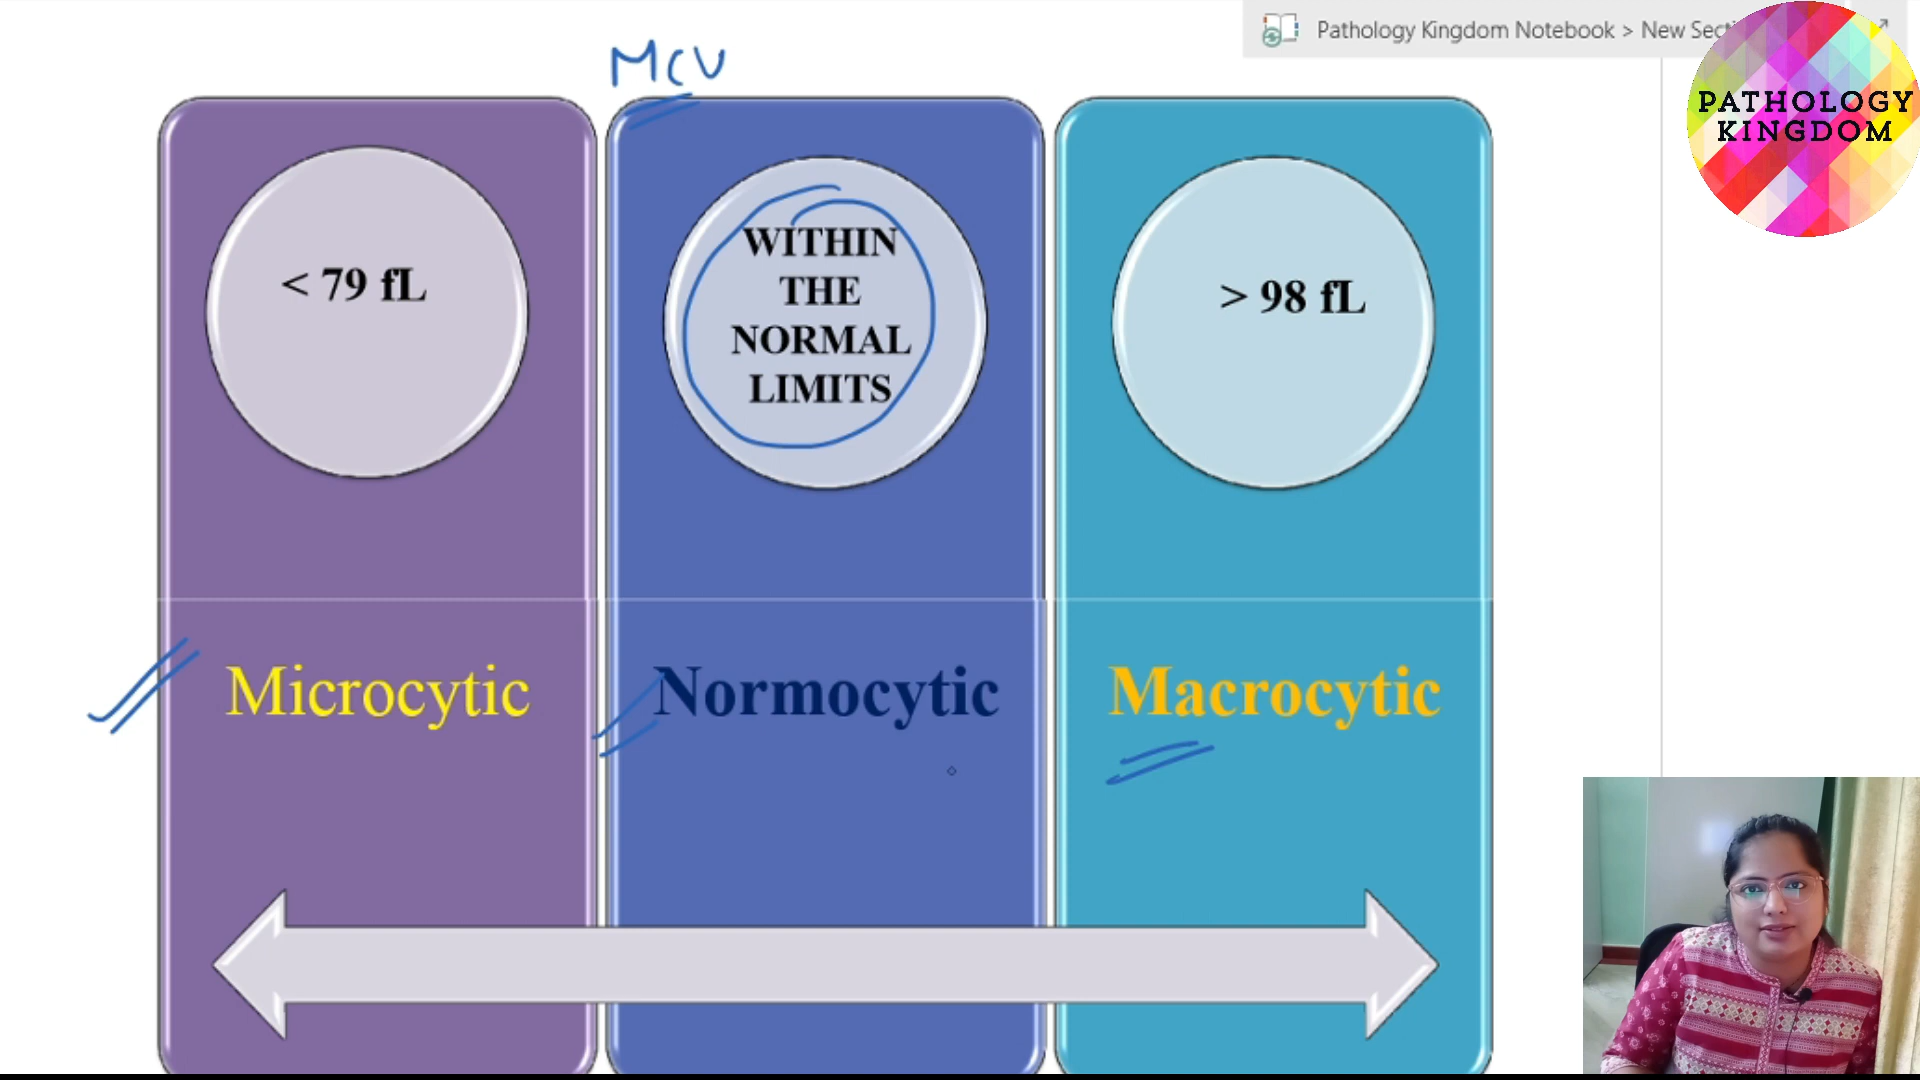 Pathology Kingdom Notebook > New Sec
PATHOLOGY
KINGDOM
MCV
< 79 fL
WITHIN
THE
NORMAL
LIMITS
> 98 fL
Microcytic
Normocytic
Macrocytic